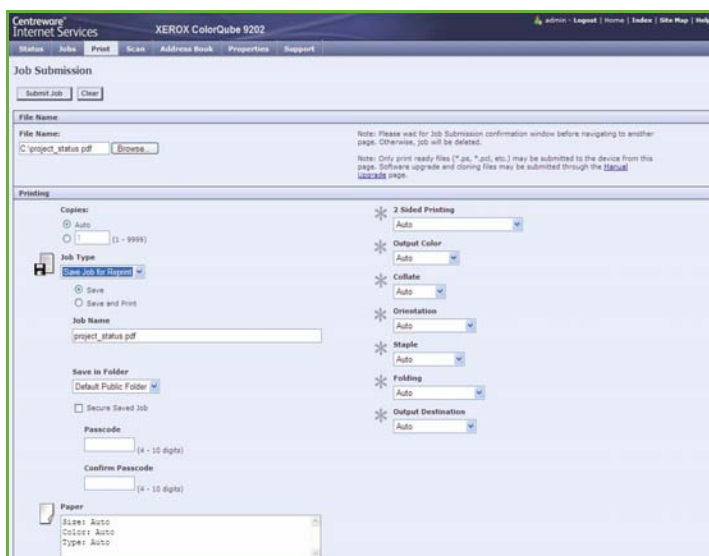 Centreware®
Internet Services
XEROX ColorQube 9202
admin - Logout | Home | Index | Site Map | Help
Status Jobs Print Scan Address Book Properties Support
Job Submission
Submit Job Clear
File Name
File Name:
C:\project_status.pdf Browse...
Note: Please wait for Job Submission confirmation window before navigating to another
page. Otherwise, job will be deleted.
Note: Only print ready files (*.ps, *.pcl, etc.) may be submitted to the device from this
page. Software upgrade and cloning files may be submitted through the Manual
Upgrade page.
Printing
Copies:
Auto
1 (1 - 9999)
Job Type
Save Job for Reprint
Save
Save and Print
Job Name
project_status.pdf
Save in Folder
Default Public Folder
Secure Saved Job
Passcode
(4 - 10 digits)
Confirm Passcode
(4 - 10 digits)
Paper
Size: Auto
Color: Auto
Type: Auto
2 Sided Printing
Auto
Output Color
Auto
Collate
Auto
Orientation
Auto
Staple
Auto
Folding
Auto
Output Destination
Auto